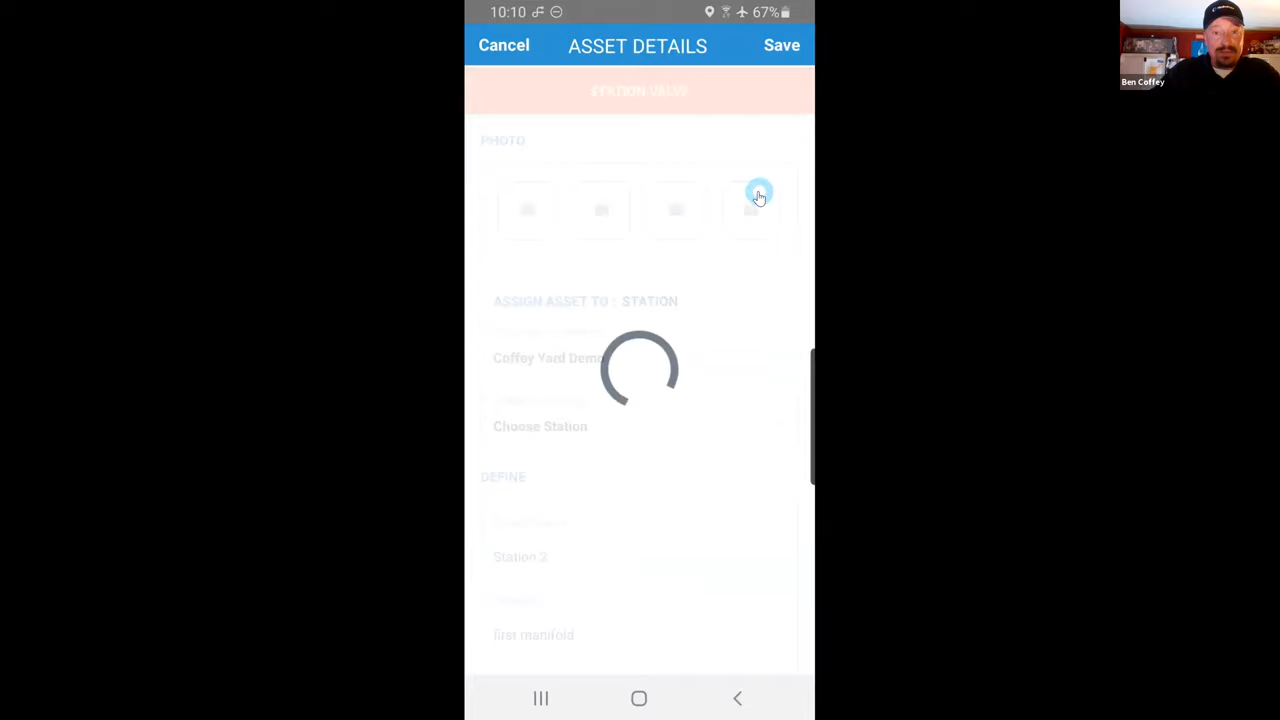 10:10
67%
Cancel
ASSET DETAILS
Save
STATION VALVE
PHOTO
ASSIGN ASSET TO : STATION
Coffey Yard Demo
Choose Station
DEFINE
Station 2
first manifold
Ben Coffey